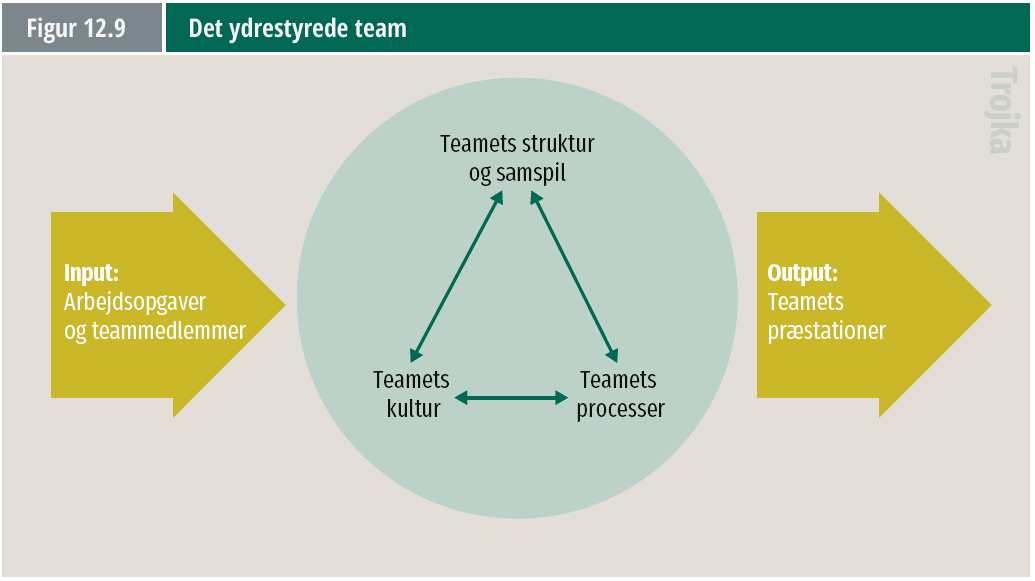 Figur 12.9
Det ydrestyrede team
Trojka
Teamets struktur
og samspil
Input:
Arbejdsopgaver
og teammedlemmer
Output:
Teamets
præstationer
Teamets
kultur
Teamets
processer